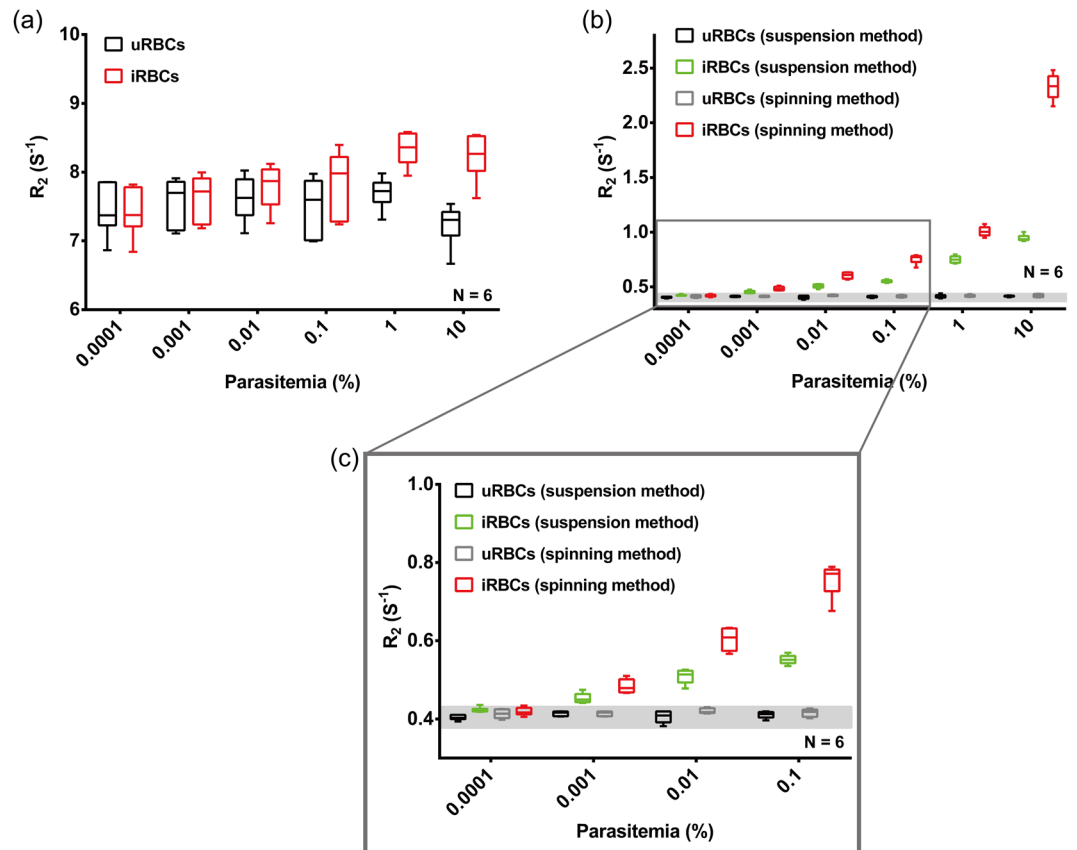 (a)
10
9
8
7
6
R₂ (S⁻¹)
uRBCs
iRBCs
N = 6
0.0001
0.001
0.01
0.1
1
10
Parasitemia (%)
(b)
2.5
2.0
1.5
1.0
0.5
R₂ (S⁻¹)
uRBCs (suspension method)
iRBCs (suspension method)
uRBCs (spinning method)
iRBCs (spinning method)
N = 6
0.0001
0.001
0.01
0.1
1
10
Parasitemia (%)
(c)
1.0
0.8
0.6
0.4
R₂ (S⁻¹)
uRBCs (suspension method)
iRBCs (suspension method)
uRBCs (spinning method)
iRBCs (spinning method)
N = 6
0.0001
0.001
0.01
0.1
Parasitemia (%)